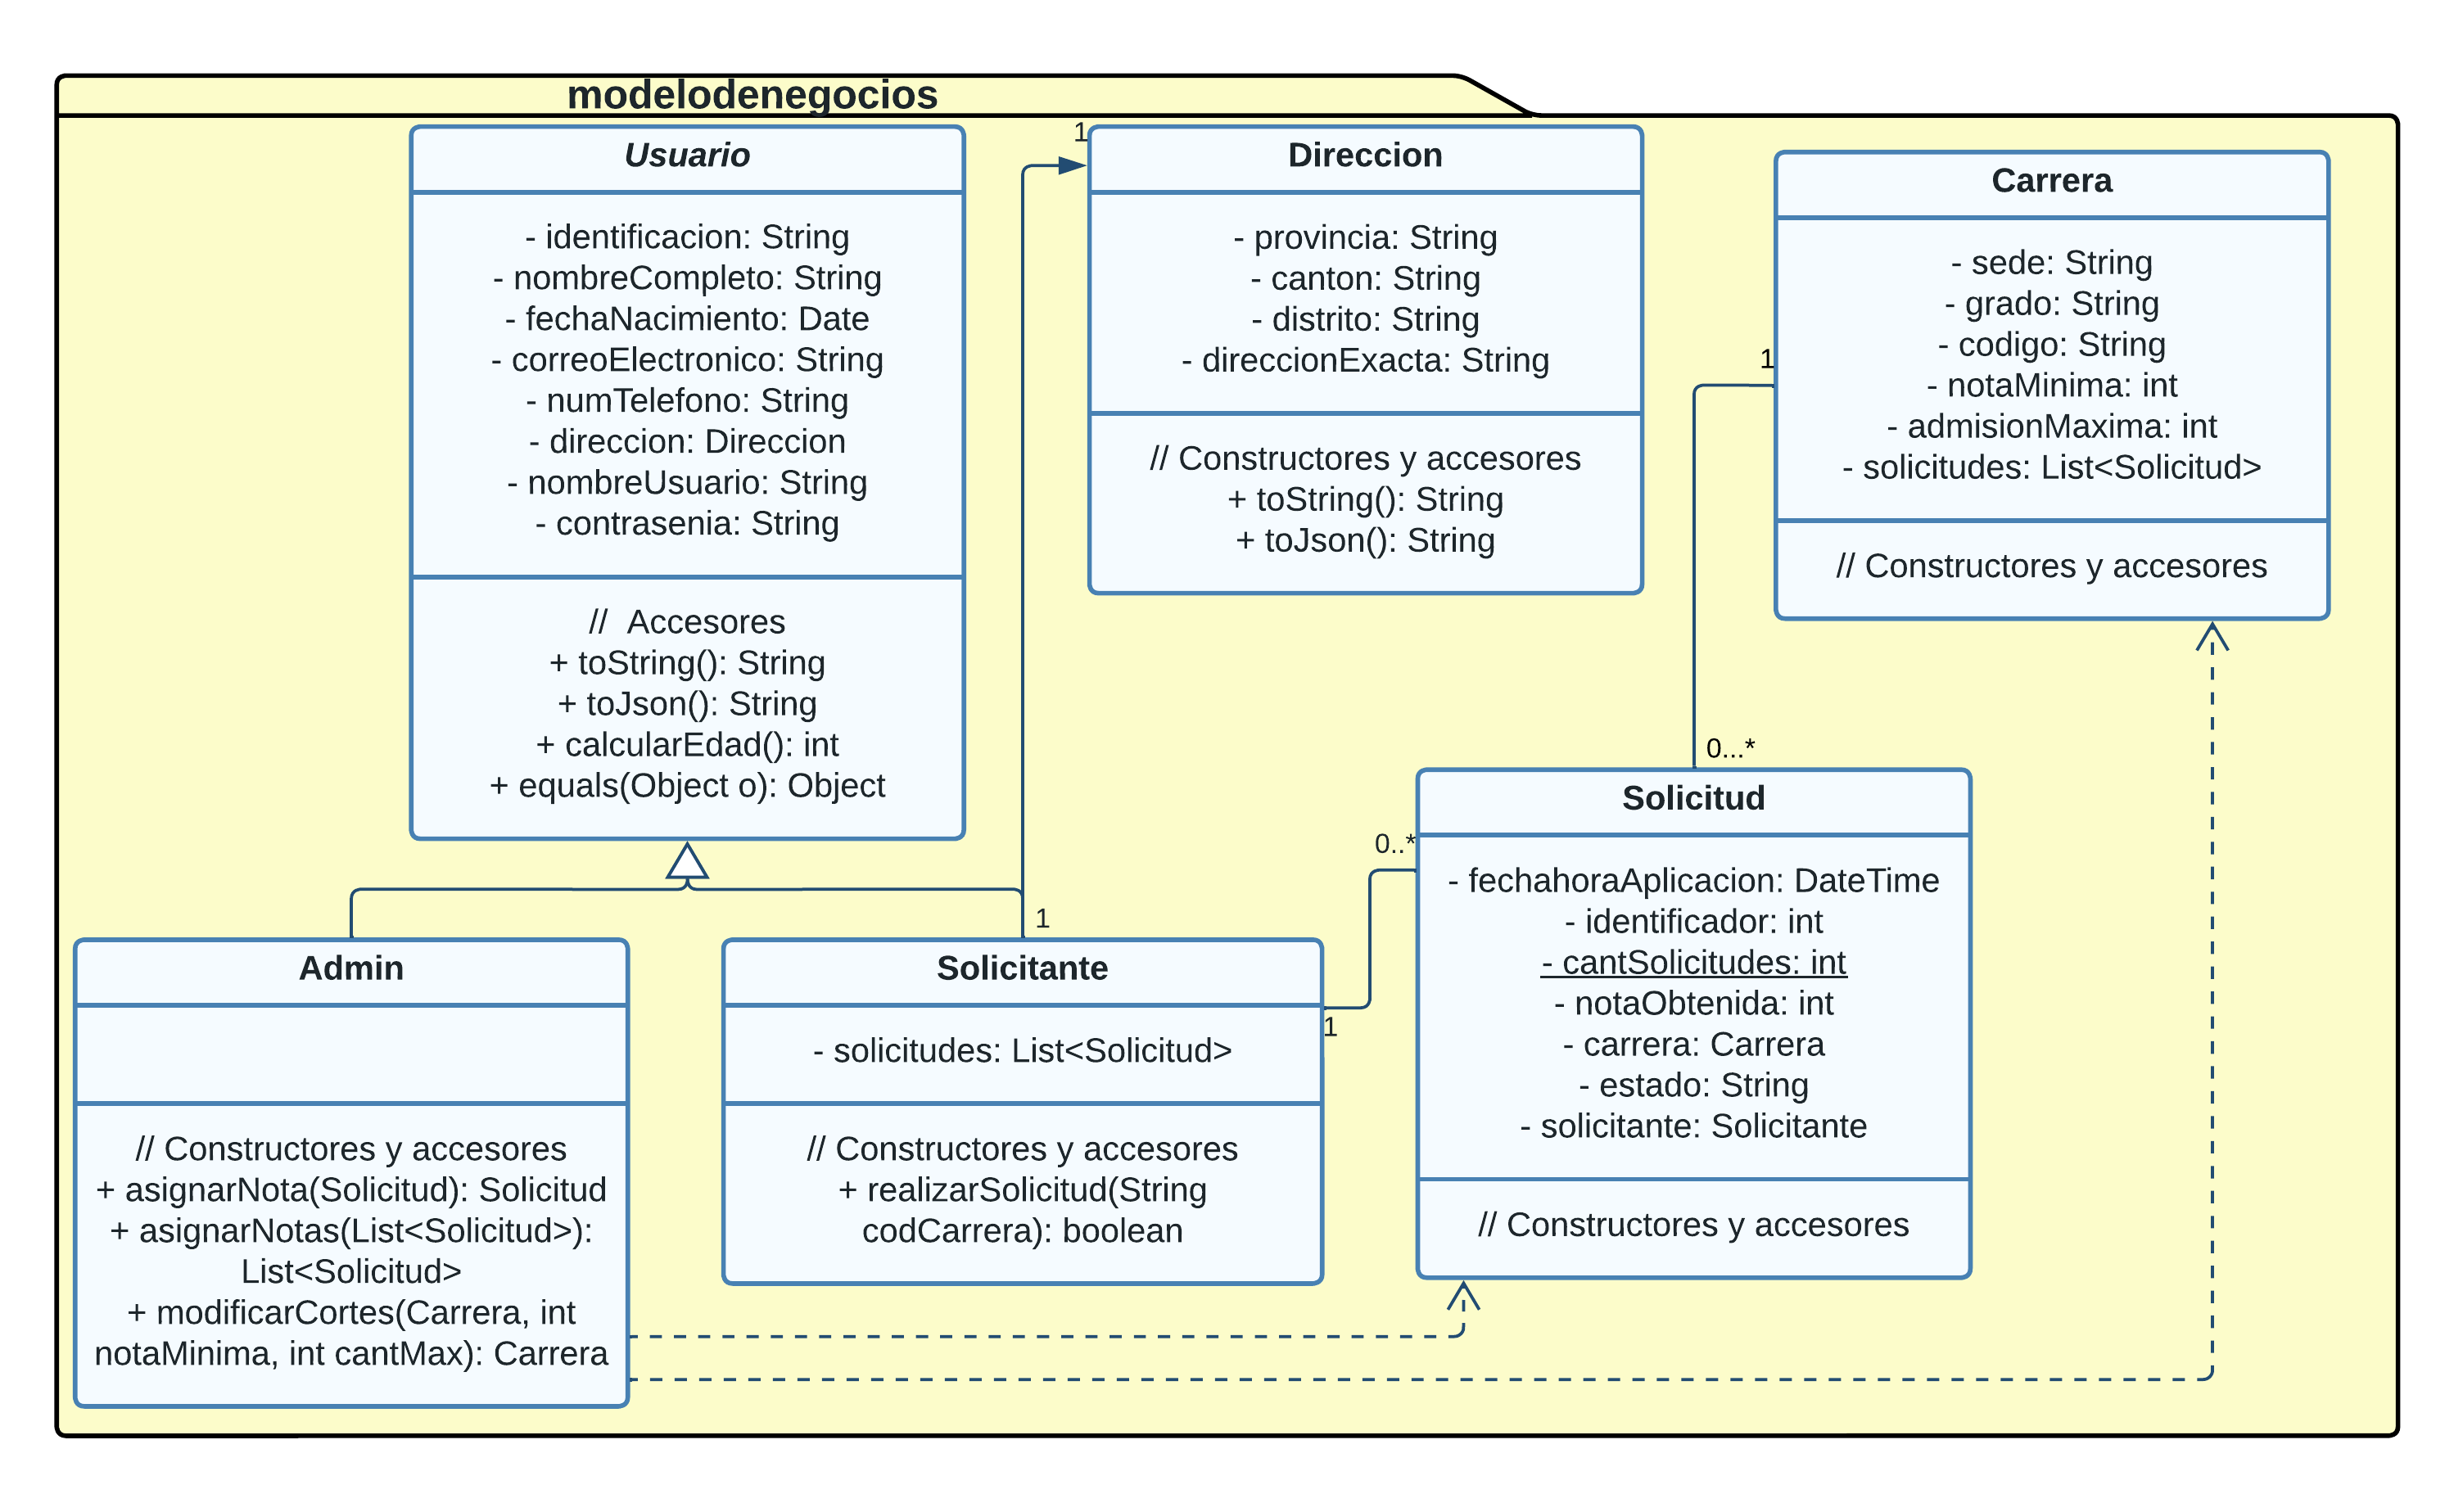 modelodenegocios
Usuario
- identificacion: String
- nombreCompleto: String
- fechaNacimiento: Date
- correoElectronico: String
- numTelefono: String
- direccion: Direccion
- nombreUsuario: String
- contrasenia: String
// Accesores
+ toString(): String
+ toJson(): String
+ calcularEdad(): int
+ equals(Object o): Object
1
Direccion
- provincia: String
- canton: String
- distrito: String
- direccionExacta: String
// Constructores y accesores
+ toString(): String
+ toJson(): String
Carrera
- sede: String
- grado: String
- codigo: String
- notaMinima: int
- admisionMaxima: int
- solicitudes: List<Solicitud>
// Constructores y accesores
1
0...*
Admin
// Constructores y accesores
+ asignarNota(Solicitud): Solicitud
+ asignarNotas(List<Solicitud>):
List<Solicitud>
+ modificarCortes(Carrera, int
notaMinima, int cantMax): Carrera
1
Solicitante
- solicitudes: List<Solicitud>
// Constructores y accesores
+ realizarSolicitud(String
codCarrera): boolean
1
0..*
Solicitud
- fechahoraAplicacion: DateTime
- identificador: int
- cantSolicitudes: int
- notaObtenida: int
- carrera: Carrera
- estado: String
- solicitante: Solicitante
// Constructores y accesores